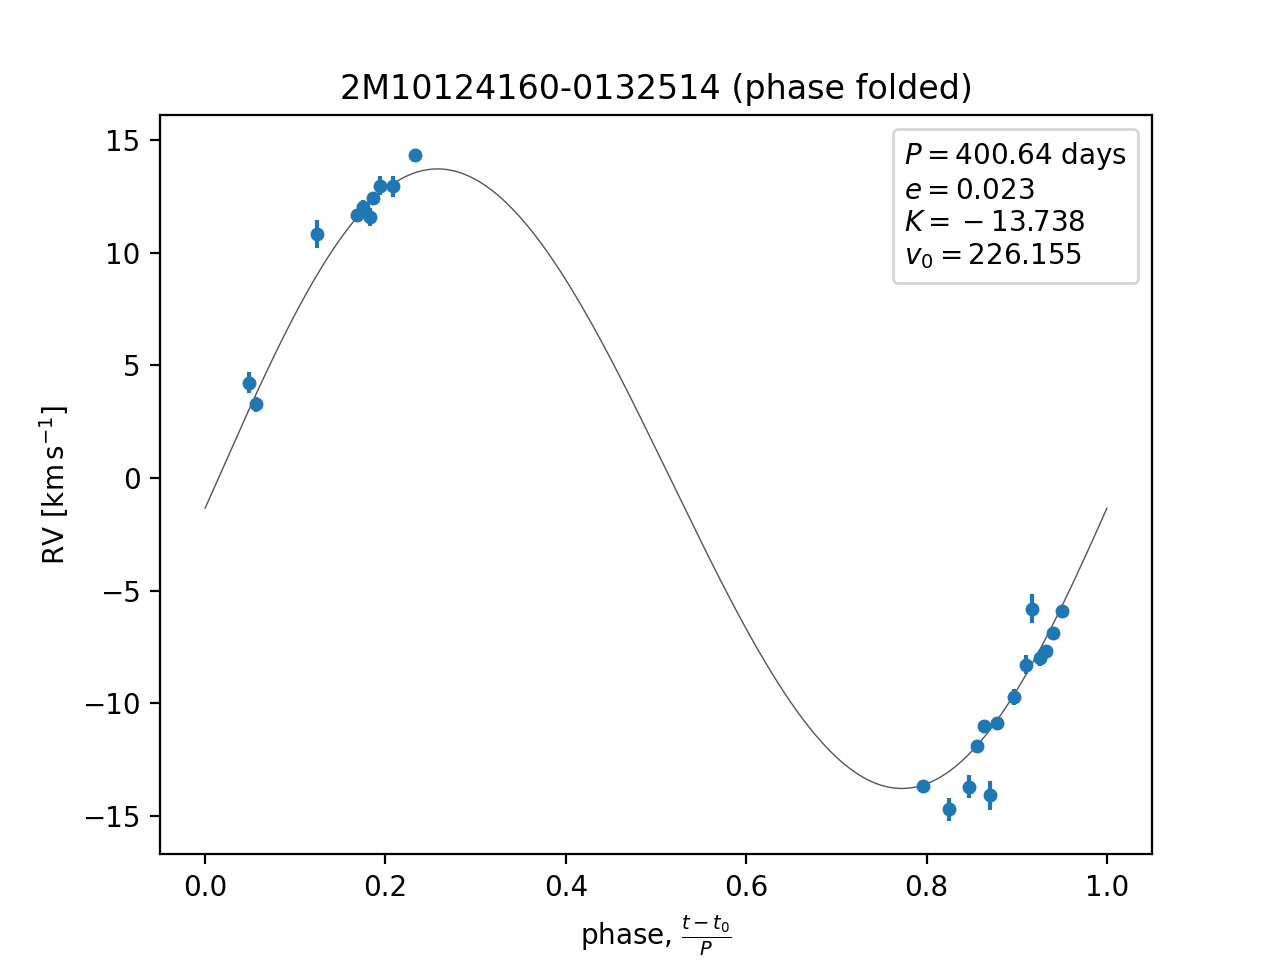 2M10124160-0132514 (phase folded)
P = 400.64 days
e = 0.023
K = −13.738
v₀ = 226.155
15
10
5
0
−5
−10
−15
RV [km s⁻¹]
0.0 0.2 0.4 0.6 0.8 1.0
phase, (t − t₀)/P